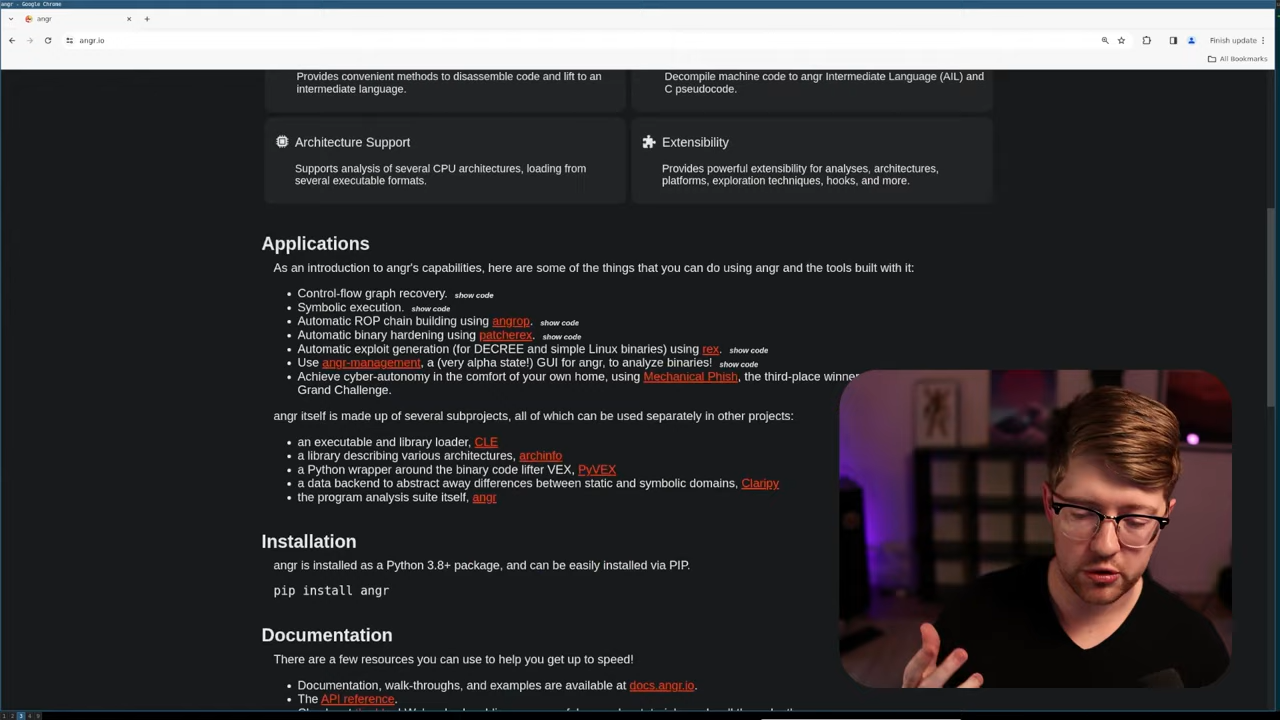 angr - Google Chrome
angr
angr.io
Finish update
All Bookmarks
Provides convenient methods to disassemble code and lift to an
intermediate language.
Decompile machine code to angr Intermediate Language (AIL) and
C pseudocode.
Architecture Support
Supports analysis of several CPU architectures, loading from
several executable formats.
Extensibility
Provides powerful extensibility for analyses, architectures,
platforms, exploration techniques, hooks, and more.
Applications
As an introduction to angr's capabilities, here are some of the things that you can do using angr and the tools built with it:
Control-flow graph recovery. show code
Symbolic execution. show code
Automatic ROP chain building using angrop. show code
Automatic binary hardening using patcherex. show code
Automatic exploit generation (for DECREE and simple Linux binaries) using rex. show code
Use angr-management, a (very alpha state!) GUI for angr, to analyze binaries! show code
Achieve cyber-autonomy in the comfort of your own home, using Mechanical Phish, the third-place winner
Grand Challenge.
angr itself is made up of several subprojects, all of which can be used separately in other projects:
an executable and library loader, CLE
a library describing various architectures, archinfo
a Python wrapper around the binary code lifter VEX, PyVEX
a data backend to abstract away differences between static and symbolic domains, Claripy
the program analysis suite itself, angr
Installation
angr is installed as a Python 3.8+ package, and can be easily installed via PIP.
pip install angr
Documentation
There are a few resources you can use to help you get up to speed!
Documentation, walk-throughs, and examples are available at docs.angr.io.
The API reference.
1 2 3 4 5